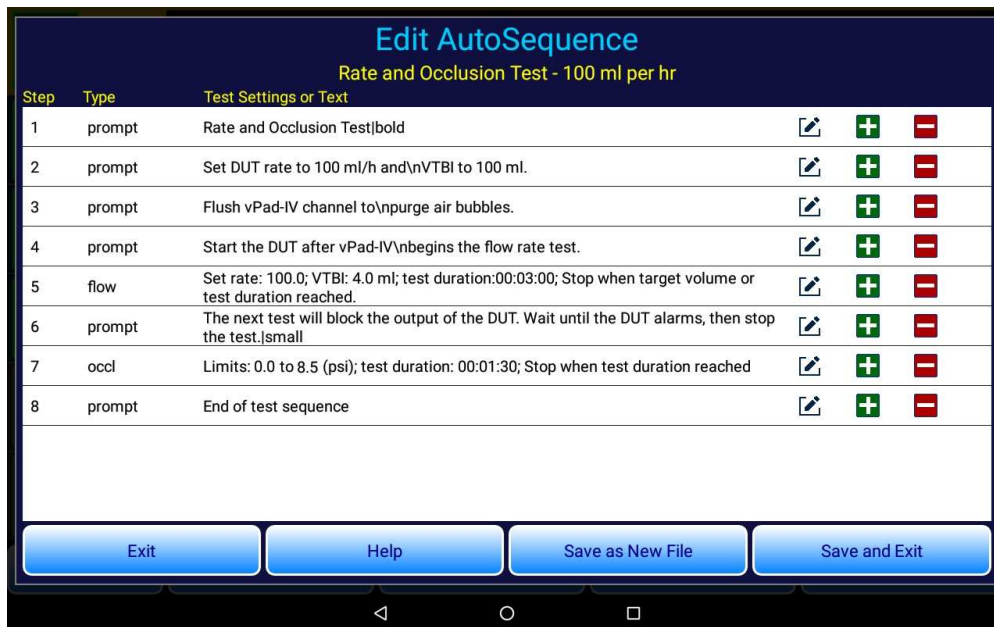 Edit AutoSequence
Rate and Occlusion Test - 100 ml per hr
Step Type Test Settings or Text
1 prompt Rate and Occlusion Test|bold
2 prompt Set DUT rate to 100 ml/h and\nVTBI to 100 ml.
3 prompt Flush vPad-IV channel to\npurge air bubbles.
4 prompt Start the DUT after vPad-IV\nbegins the flow rate test.
5 flow Set rate: 100.0; VTBI: 4.0 ml; test duration:00:03:00; Stop when target volume or
test duration reached.
6 prompt The next test will block the output of the DUT. Wait until the DUT alarms, then stop
the test.|small
7 occl Limits: 0.0 to 8.5 (psi); test duration: 00:01:30; Stop when test duration reached
8 prompt End of test sequence
Exit Help Save as New File Save and Exit